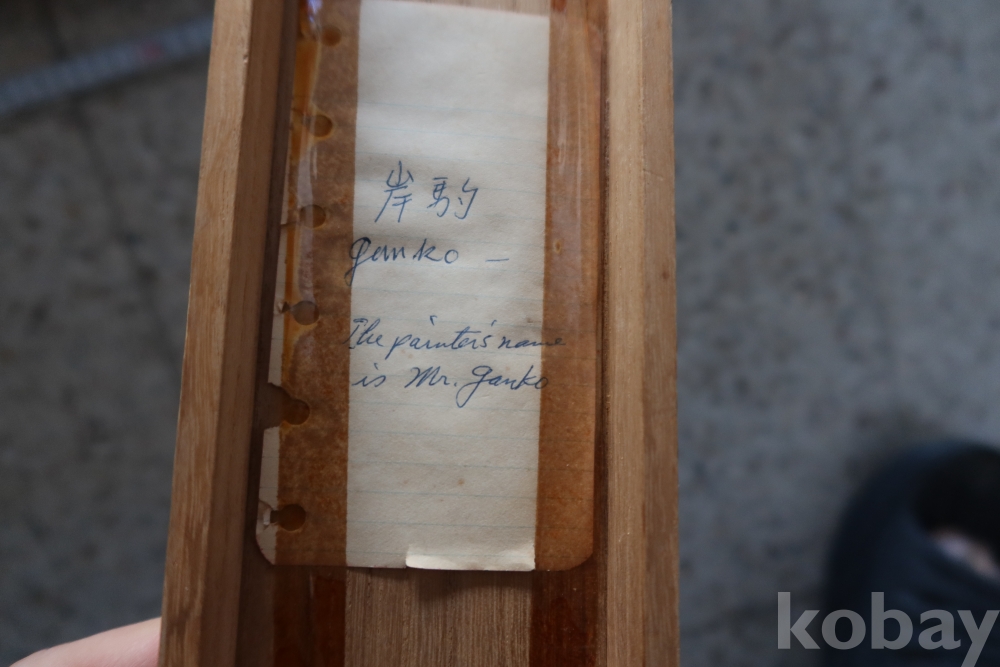 岸駒
Ganko —
The painter's name
is Mr. Ganko
kobay